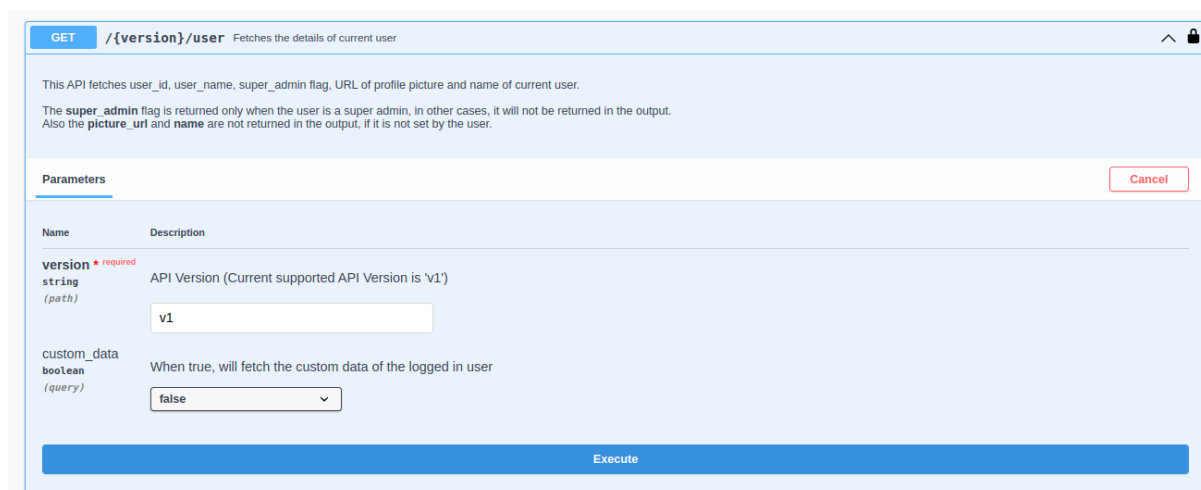 GET /{version}/user Fetches the details of current user
This API fetches user_id, user_name, super_admin flag, URL of profile picture and name of current user.
The super_admin flag is returned only when the user is a super admin, in other cases, it will not be returned in the output.
Also the picture_url and name are not returned in the output, if it is not set by the user.
Parameters
Cancel
Name Description
version * required
string
(path)
API Version (Current supported API Version is 'v1')
v1
custom_data
boolean
(query)
When true, will fetch the custom data of the logged in user
false
Execute